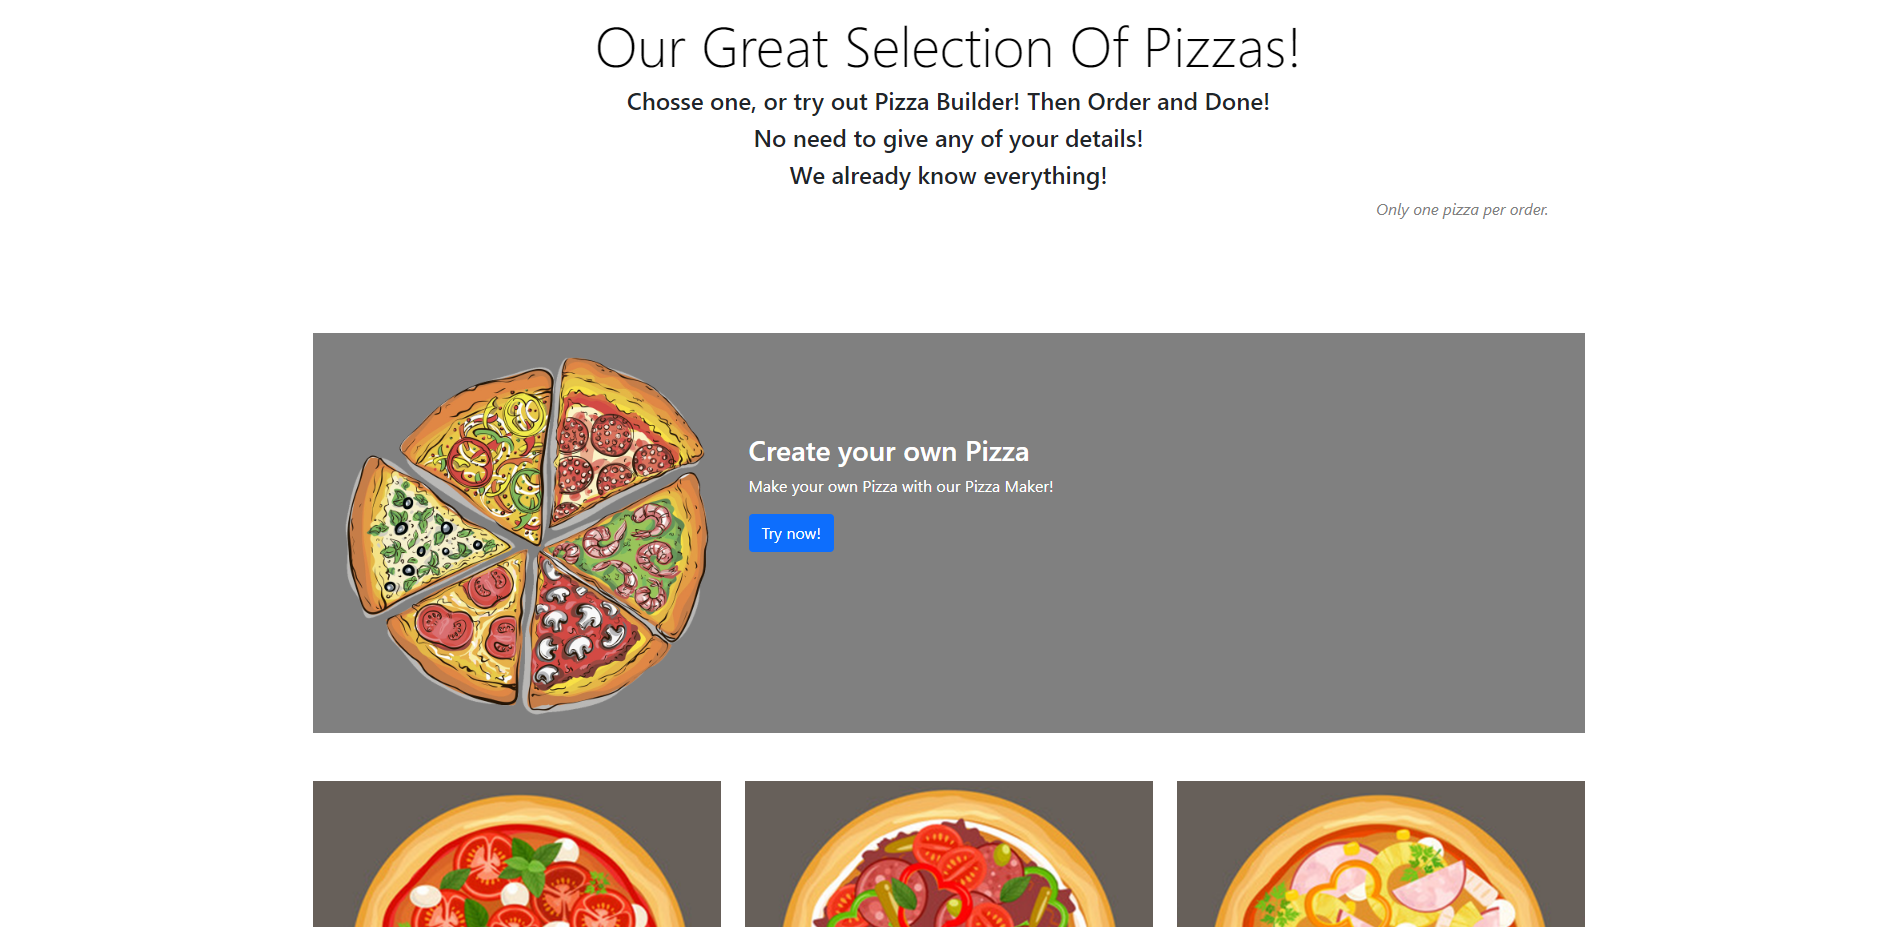 Our Great Selection Of Pizzas!
Chosse one, or try out Pizza Builder! Then Order and Done!
No need to give any of your details!
We already know everything!
Only one pizza per order.
Create your own Pizza
Make your own Pizza with our Pizza Maker!
Try now!